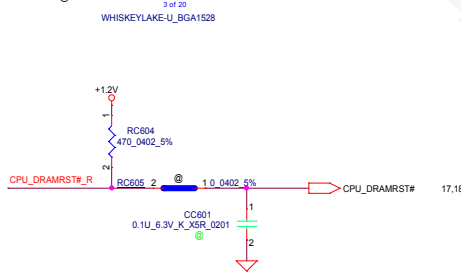 3 of 20
WHISKEYLAKE-U_BGA1528
+1.2V
1
RC604
470_0402_5%
2
CPU_DRAMRST#_R
RC605 2 @ 1 0_0402_5%
CPU_DRAMRST# 17,18
1
CC601
0.1U_6.3V_K_X5R_0201
@
2